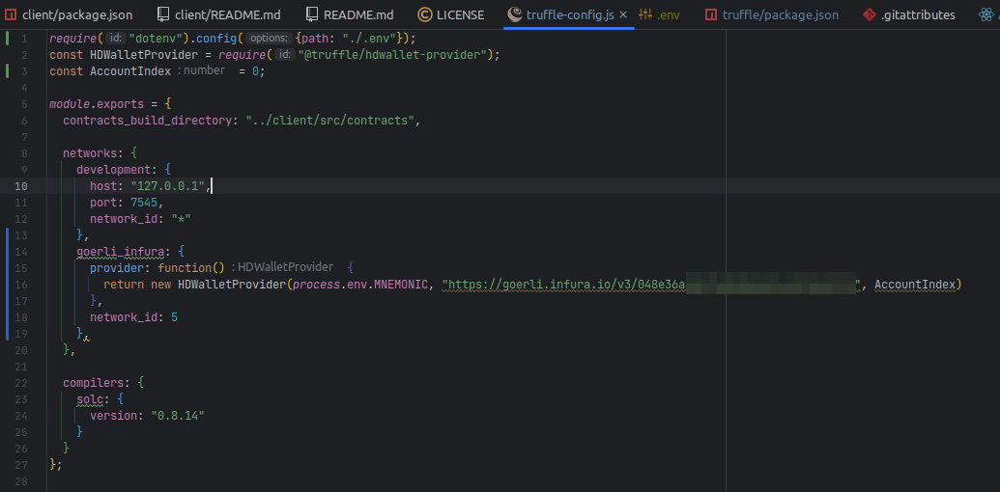 client/package.json client/README.md README.md LICENSE truffle-config.js .env truffle/package.json .gitattributes
1 require( id: "dotenv").config( options: {path: "./.env"});
2 const HDWalletProvider = require( id: "@truffle/hdwallet-provider");
3 const AccountIndex : number = 0;
4
5 module.exports = {
6 contracts_build_directory: "../client/src/contracts",
7
8 networks: {
9 development: {
10 host: "127.0.0.1",
11 port: 7545,
12 network_id: "*"
13 },
14 goerli_infura: {
15 provider: function() : HDWalletProvider {
16 return new HDWalletProvider(process.env.MNEMONIC, "https://goerli.infura.io/v3/048e36a", AccountIndex)
17 },
18 network_id: 5
19 },
20 },
21
22 compilers: {
23 solc: {
24 version: "0.8.14"
25 }
26 }
27 };
28